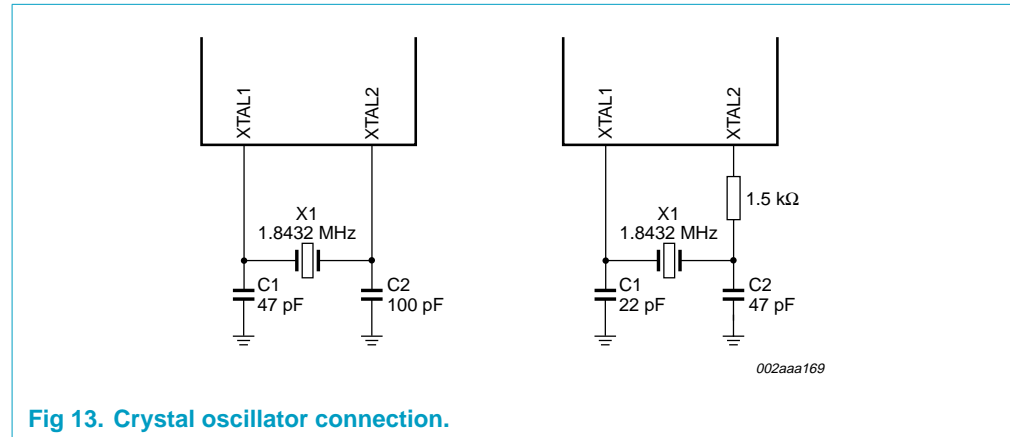 XTAL1
XTAL2
X1
1.8432 MHz
C1
47 pF
C2
100 pF
XTAL1
XTAL2
1.5 kΩ
X1
1.8432 MHz
C1
22 pF
C2
47 pF
002aaa169
Fig 13. Crystal oscillator connection.